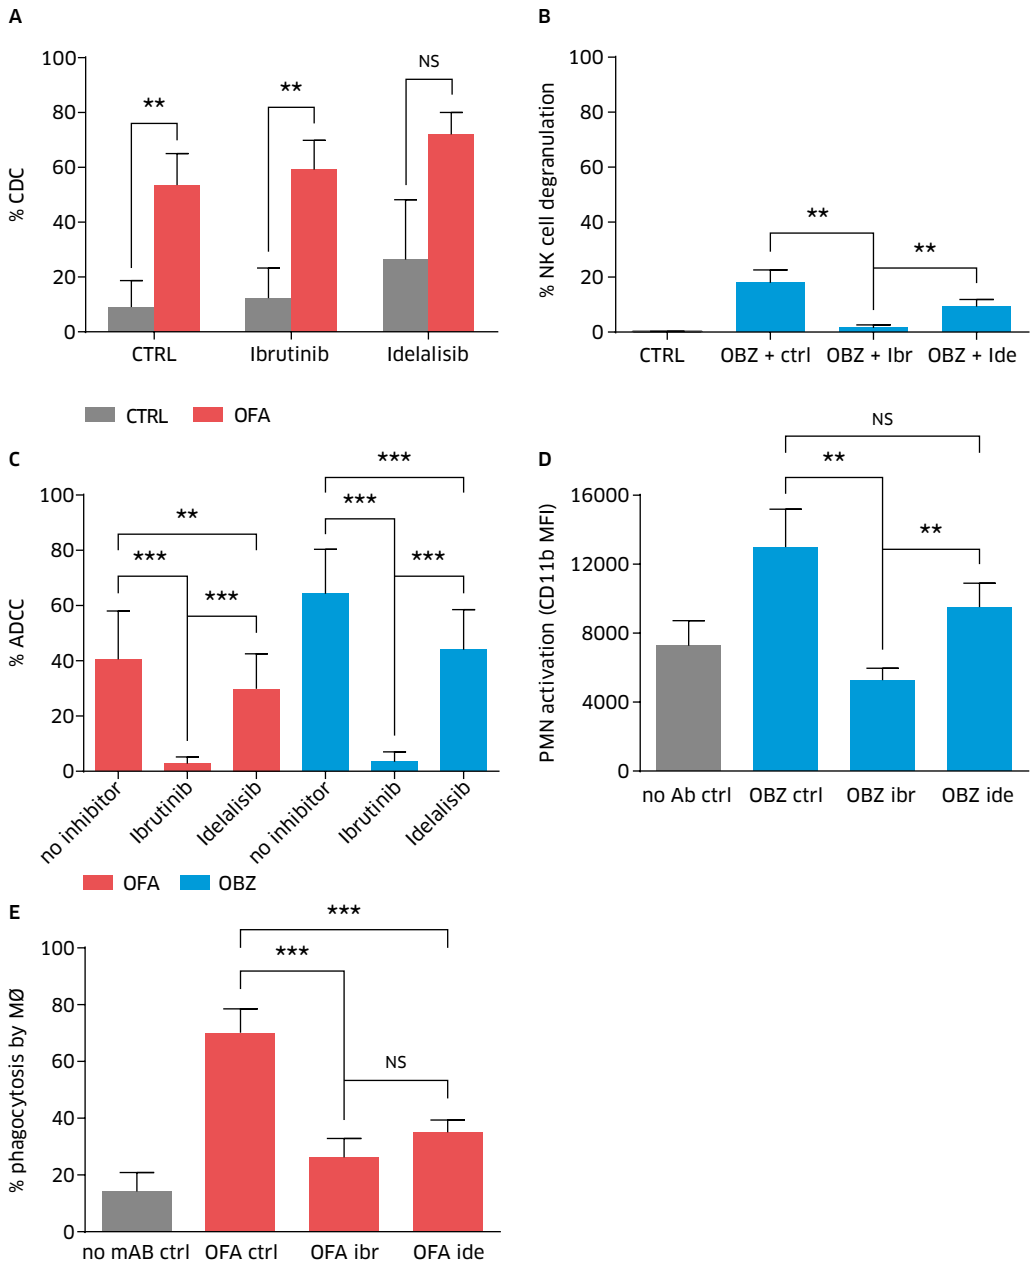 A
% CDC
100
80
60
40
20
0
**
**
NS
CTRL Ibrutinib Idelalisib
CTRL OFA
B
% NK cell degranulation
100
80
60
40
20
0
**
**
CTRL OBZ + ctrl OBZ + Ibr OBZ + Ide
C
% ADCC
100
80
60
40
20
0
**
***
***
***
***
***
no inhibitor Ibrutinib Idelalisib no inhibitor Ibrutinib Idelalisib
OFA OBZ
D
PMN activation (CD11b MFI)
16000
12000
8000
4000
0
NS
**
**
no Ab ctrl OBZ ctrl OBZ ibr OBZ ide
E
% phagocytosis by MØ
100
80
60
40
20
0
***
***
NS
no mAB ctrl OFA ctrl OFA ibr OFA ide